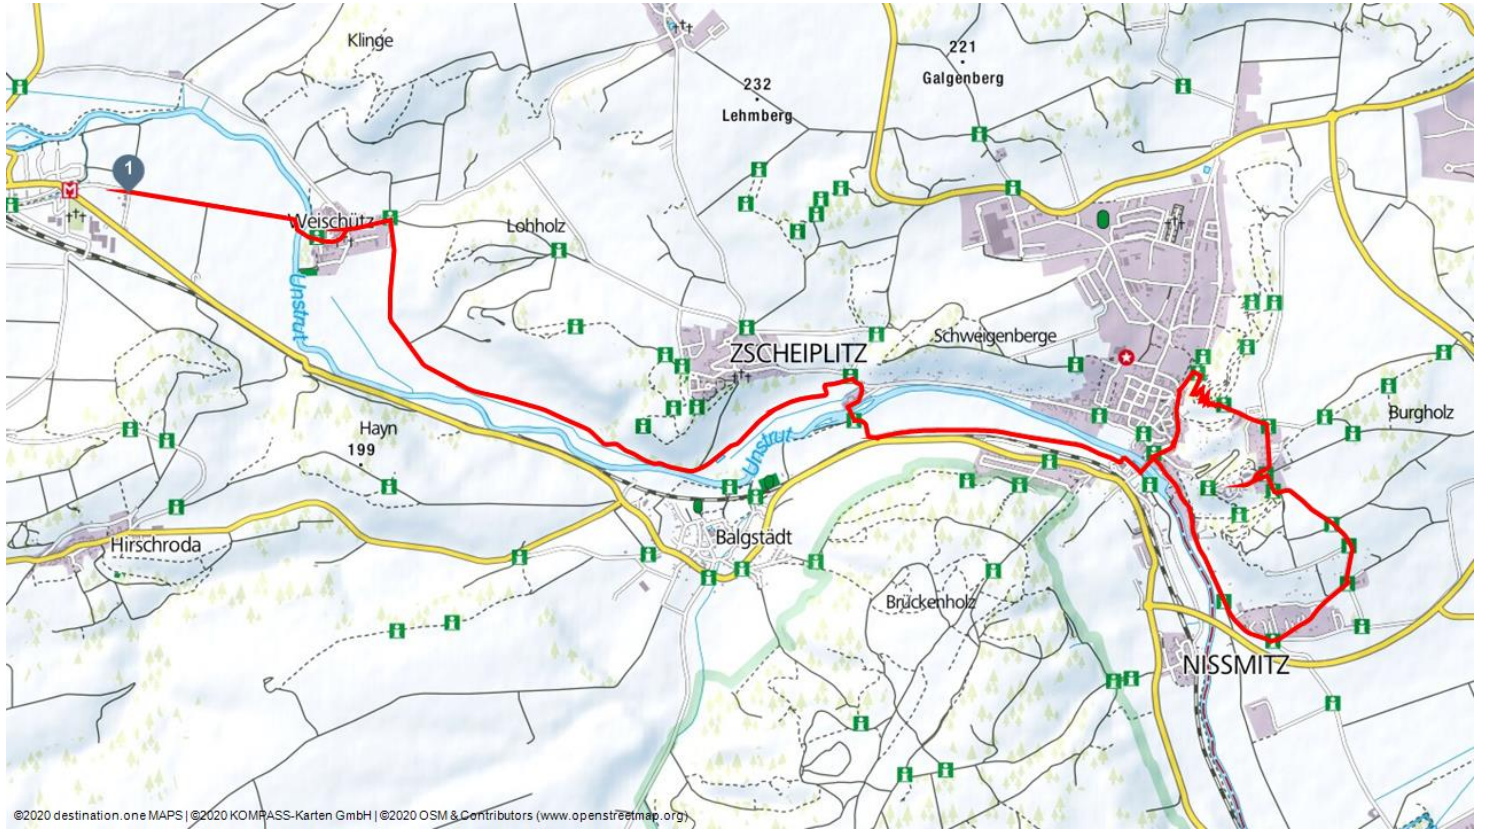 Klinge
221
Galgenberg
232
Lehmberg
1
Weischütz
Lohholz
Unstrut
ZSCHEIPLITZ
Schweigenberge
Burgholz
Hayn
199
Unstrut
Balgstädt
Hirschroda
Brückenholz
NISSMITZ
©2020 destination.one MAPS | ©2020 KOMPASS-Karten GmbH | ©2020 OSM & Contributors (www.openstreetmap.org)